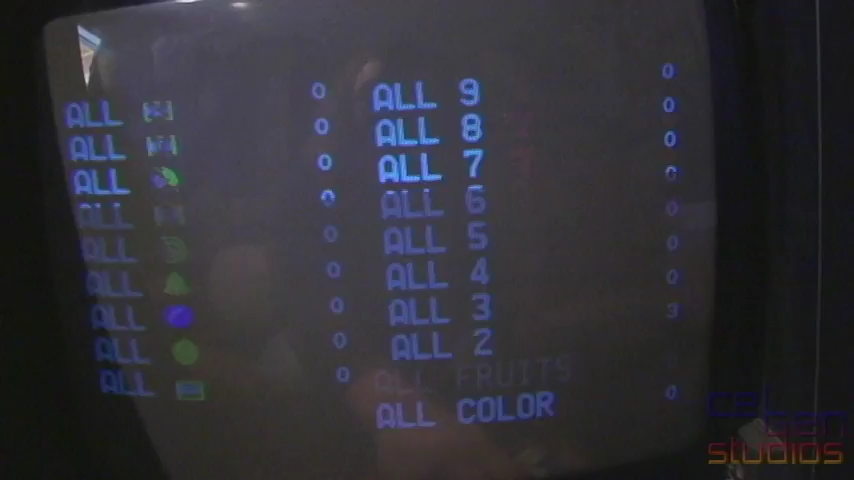 ALL 0
ALL 0
ALL 0
ALL 0
ALL 0
ALL 0
ALL 0
ALL 0
ALL 0
ALL 9 0
ALL 8 0
ALL 7 0
ALL 6 0
ALL 5 0
ALL 4 0
ALL 3 0
ALL 2 3
ALL FRUITS
ALL COLOR 0
studios